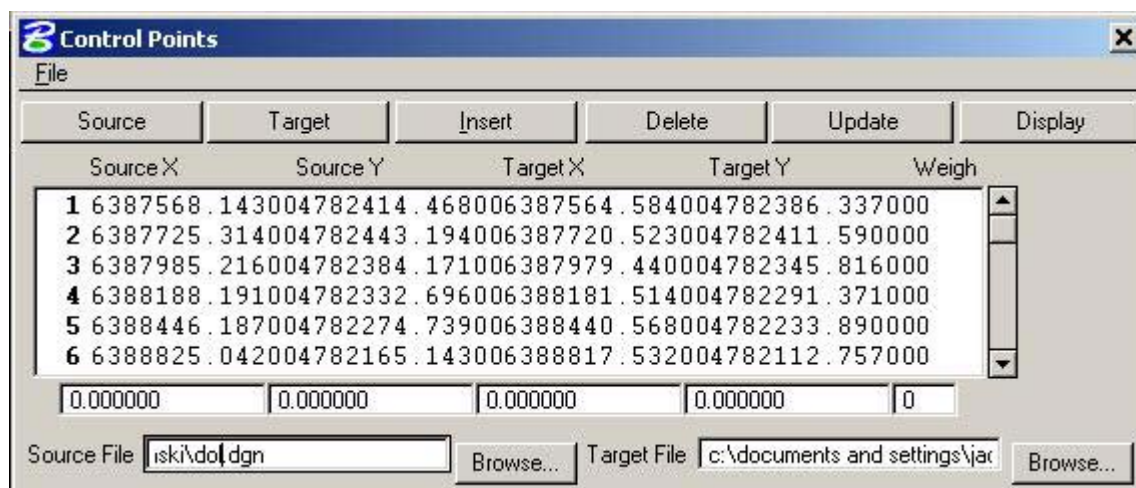 Control Points
File
Source Target Insert Delete Update Display
Source X Source Y Target X Target Y Weigh
1 6387568.143004782414.468006387564.584004782386.337000
2 6387725.314004782443.194006387720.523004782411.590000
3 6387985.216004782384.171006387979.440004782345.816000
4 6388188.191004782332.696006388181.514004782291.371000
5 6388446.187004782274.739006388440.568004782233.890000
6 6388825.042004782165.143006388817.532004782112.757000
0.000000 0.000000 0.000000 0.000000 0
Source File ıski\dol.dgn Browse... Target File c:\documents and settings\jac Browse...